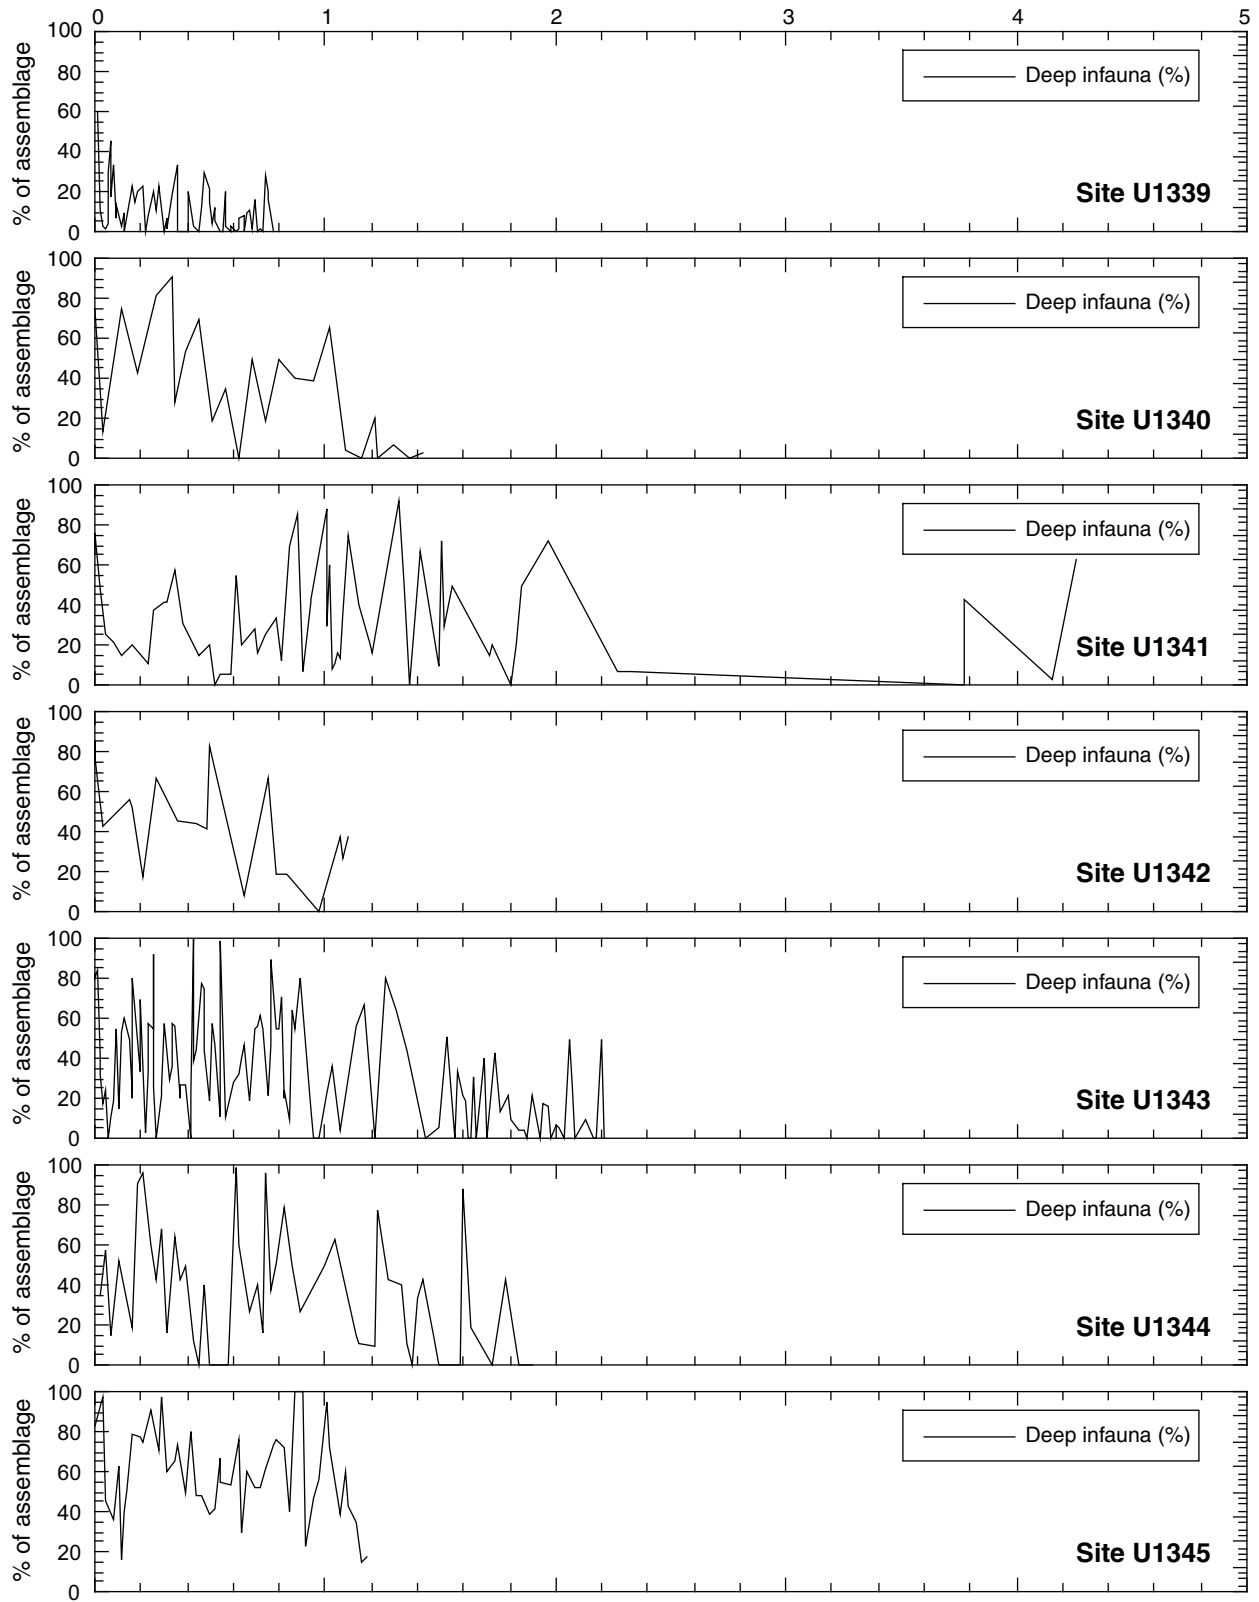 0 1 2 3 4 5
100
80
60
40
20
0
% of assemblage
Deep infauna (%)
Site U1339
100
80
60
40
20
0
% of assemblage
Deep infauna (%)
Site U1340
100
80
60
40
20
0
% of assemblage
Deep infauna (%)
Site U1341
100
80
60
40
20
0
% of assemblage
Deep infauna (%)
Site U1342
100
80
60
40
20
0
% of assemblage
Deep infauna (%)
Site U1343
100
80
60
40
20
0
% of assemblage
Deep infauna (%)
Site U1344
100
80
60
40
20
0
% of assemblage
Deep infauna (%)
Site U1345